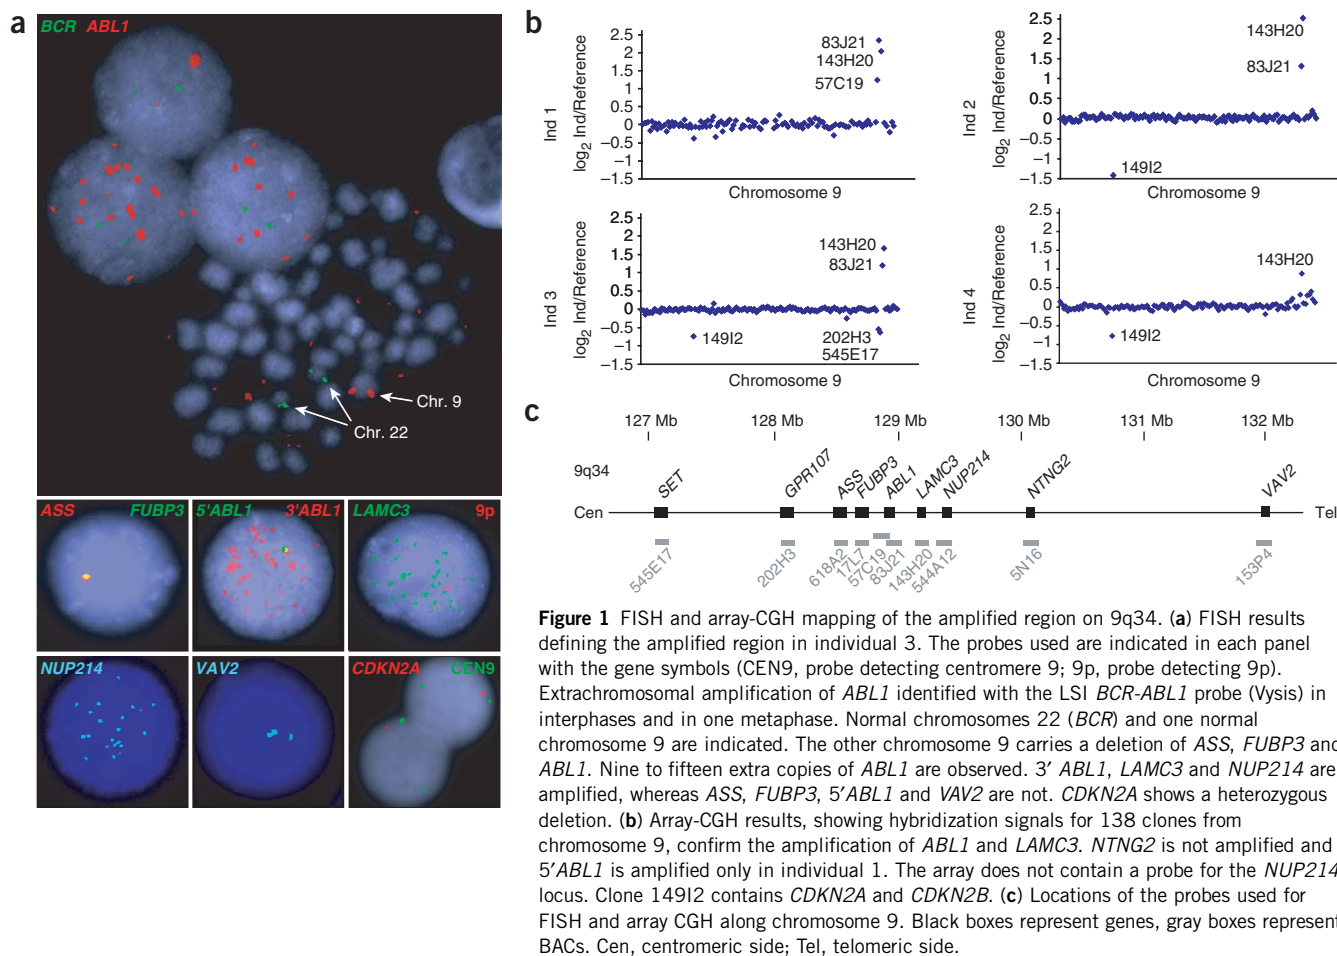 a
BCR ABL1
Chr. 9
Chr. 22
ASS FUBP3
5'ABL1 3'ABL1
LAMC3 9p
NUP214
VAV2
CDKN2A CEN9
b
Ind 1
log2 Ind/Reference
2.5
2
1.5
1
0.5
0
–0.5
–1
–1.5
83J21
143H20
57C19
Chromosome 9
Ind 2
log2 Ind/Reference
2.5
2
1.5
1
0.5
0
–0.5
–1
–1.5
143H20
83J21
149I2
Chromosome 9
Ind 3
log2 Ind/Reference
2.5
2
1.5
1
0.5
0
–0.5
–1
–1.5
143H20
83J21
149I2
202H3
545E17
Chromosome 9
Ind 4
log2 Ind/Reference
2.5
2
1.5
1
0.5
0
–0.5
–1
–1.5
143H20
149I2
Chromosome 9
c
127 Mb 128 Mb 129 Mb 130 Mb 131 Mb 132 Mb
9q34
SET GPR107 ASS FUBP3 ABL1 LAMC3 NUP214 NTNG2 VAV2
Cen Tel
545E17 202H3 618A2 17L7 57C19 83J21 143H20 544A12 5N16 153P4
Figure 1 FISH and array-CGH mapping of the amplified region on 9q34. (a) FISH results
defining the amplified region in individual 3. The probes used are indicated in each panel
with the gene symbols (CEN9, probe detecting centromere 9; 9p, probe detecting 9p).
Extrachromosomal amplification of ABL1 identified with the LSI BCR-ABL1 probe (Vysis) in
interphases and in one metaphase. Normal chromosomes 22 (BCR) and one normal
chromosome 9 are indicated. The other chromosome 9 carries a deletion of ASS, FUBP3 and
ABL1. Nine to fifteen extra copies of ABL1 are observed. 3′ ABL1, LAMC3 and NUP214 are
amplified, whereas ASS, FUBP3, 5′ABL1 and VAV2 are not. CDKN2A shows a heterozygous
deletion. (b) Array-CGH results, showing hybridization signals for 138 clones from
chromosome 9, confirm the amplification of ABL1 and LAMC3. NTNG2 is not amplified and
5′ABL1 is amplified only in individual 1. The array does not contain a probe for the NUP214
locus. Clone 149I2 contains CDKN2A and CDKN2B. (c) Locations of the probes used for
FISH and array CGH along chromosome 9. Black boxes represent genes, gray boxes represent
BACs. Cen, centromeric side; Tel, telomeric side.